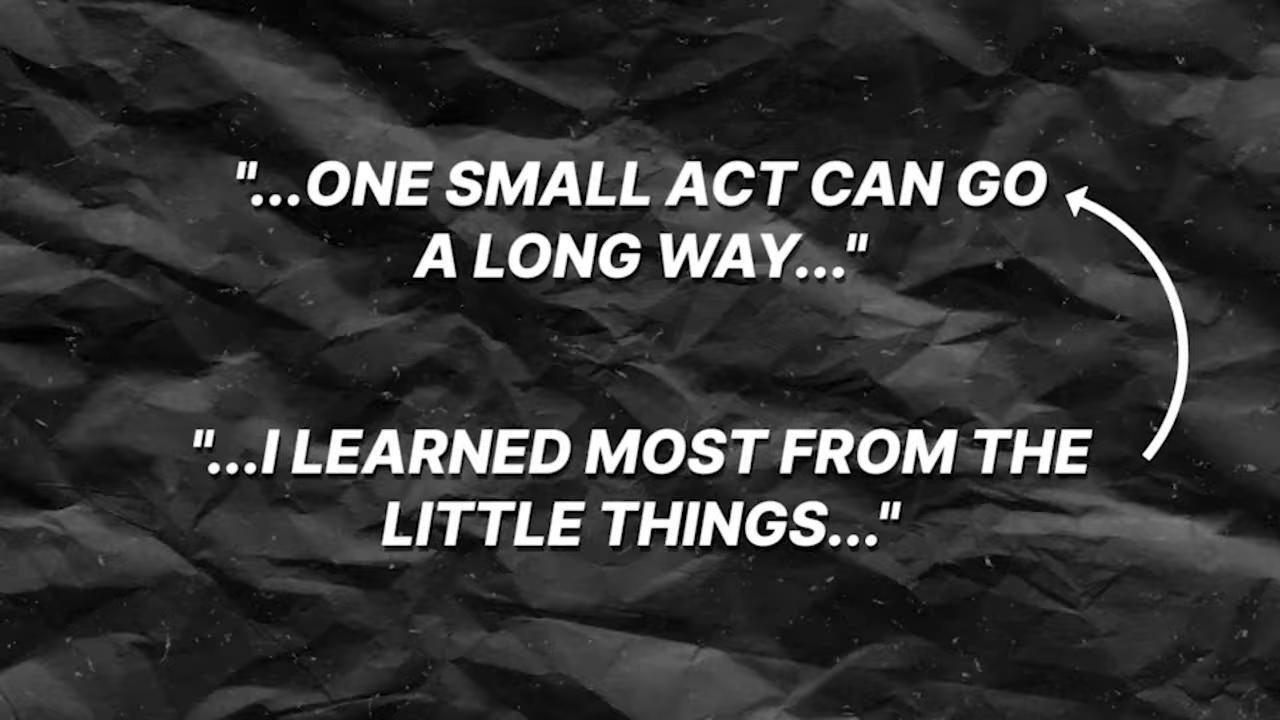 "...ONE SMALL ACT CAN GO
A LONG WAY..."
"...I LEARNED MOST FROM THE
LITTLE THINGS..."